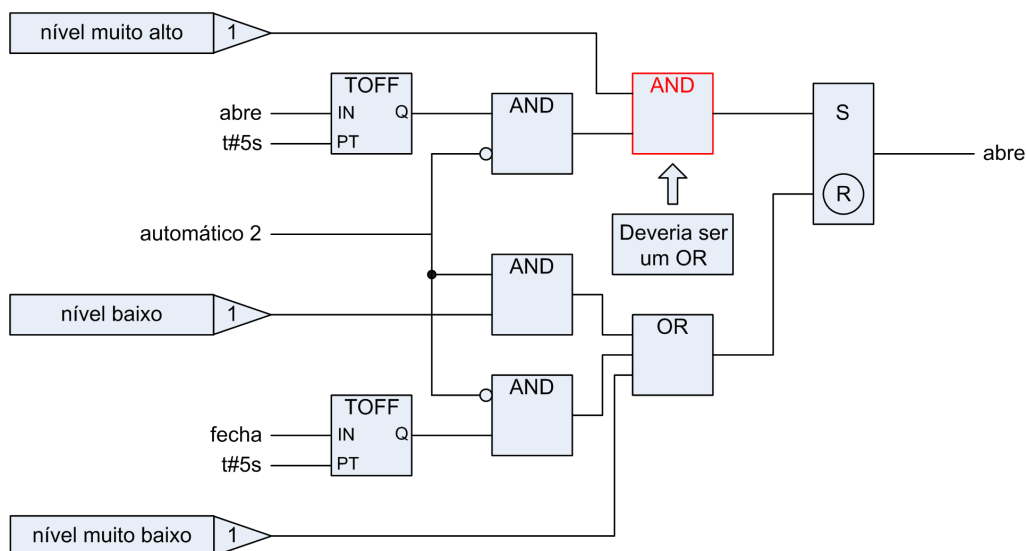 nível muito alto
1
TOFF
abre
IN
Q
t#5s
PT
AND
AND
S
R
abre
automático 2
Deveria ser
um OR
nível baixo
1
AND
OR
AND
TOFF
fecha
IN
Q
t#5s
PT
nível muito baixo
1